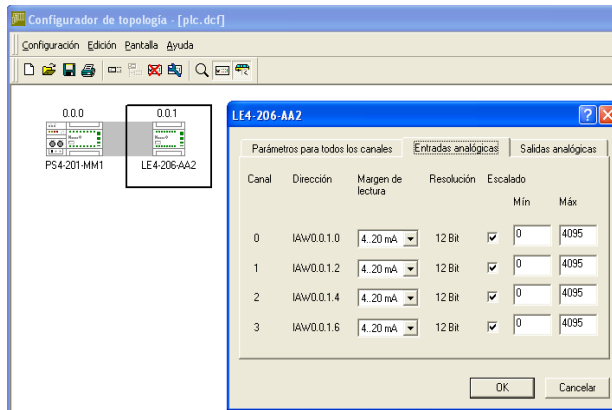 Configurador de topología - [plc.dcf]
Configuración Edición Pantalla Ayuda
0.0.0 0.0.1
PS4-201-MM1 LE4-206-AA2
LE4-206-AA2
Parámetros para todos los canales Entradas analógicas Salidas analógicas
Canal Dirección Margen de lectura Resolución Escalado
Mín Máx
0 IAW0.0.1.0 4..20 mA 12 Bit 0 4095
1 IAW0.0.1.2 4..20 mA 12 Bit 0 4095
2 IAW0.0.1.4 4..20 mA 12 Bit 0 4095
3 IAW0.0.1.6 4..20 mA 12 Bit 0 4095
OK Cancelar